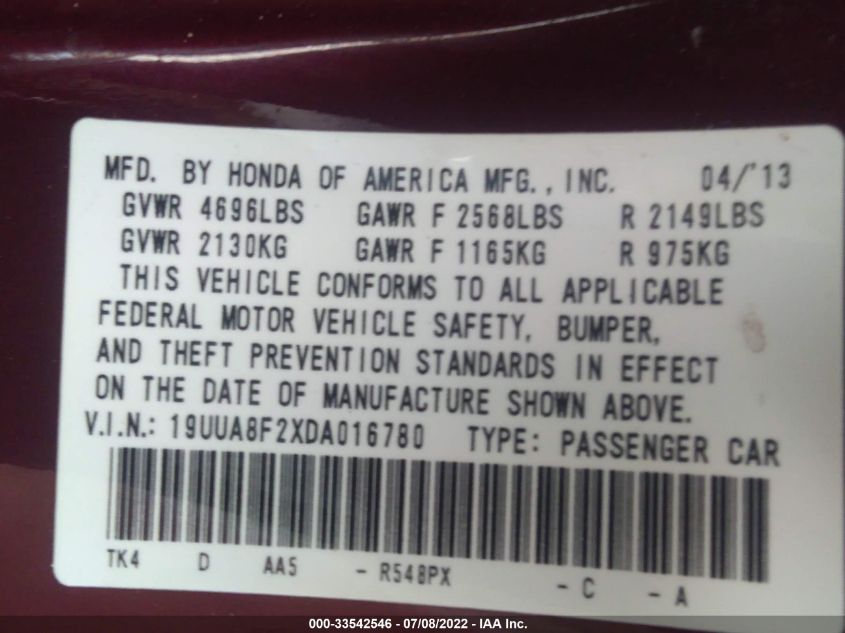 MFD. BY HONDA OF AMERICA MFG., INC. 04/'13
GVWR 4696LBS GAWR F 2568LBS R 2149LBS
GVWR 2130KG GAWR F 1165KG R 975KG
THIS VEHICLE CONFORMS TO ALL APPLICABLE
FEDERAL MOTOR VEHICLE SAFETY, BUMPER,
AND THEFT PREVENTION STANDARDS IN EFFECT
ON THE DATE OF MANUFACTURE SHOWN ABOVE.
V.I.N.: 19UUA8F2XDA016780 TYPE: PASSENGER CAR
TK4 D AA5 - R548PX - C - A
000-33542546 - 07/08/2022 - IAA Inc.